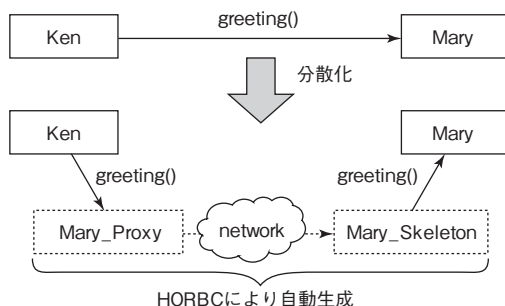 greeting()
Ken
Mary
分散化
Ken
Mary
greeting()
greeting()
Mary_Proxy
network
Mary_Skeleton
HORBCにより自動生成